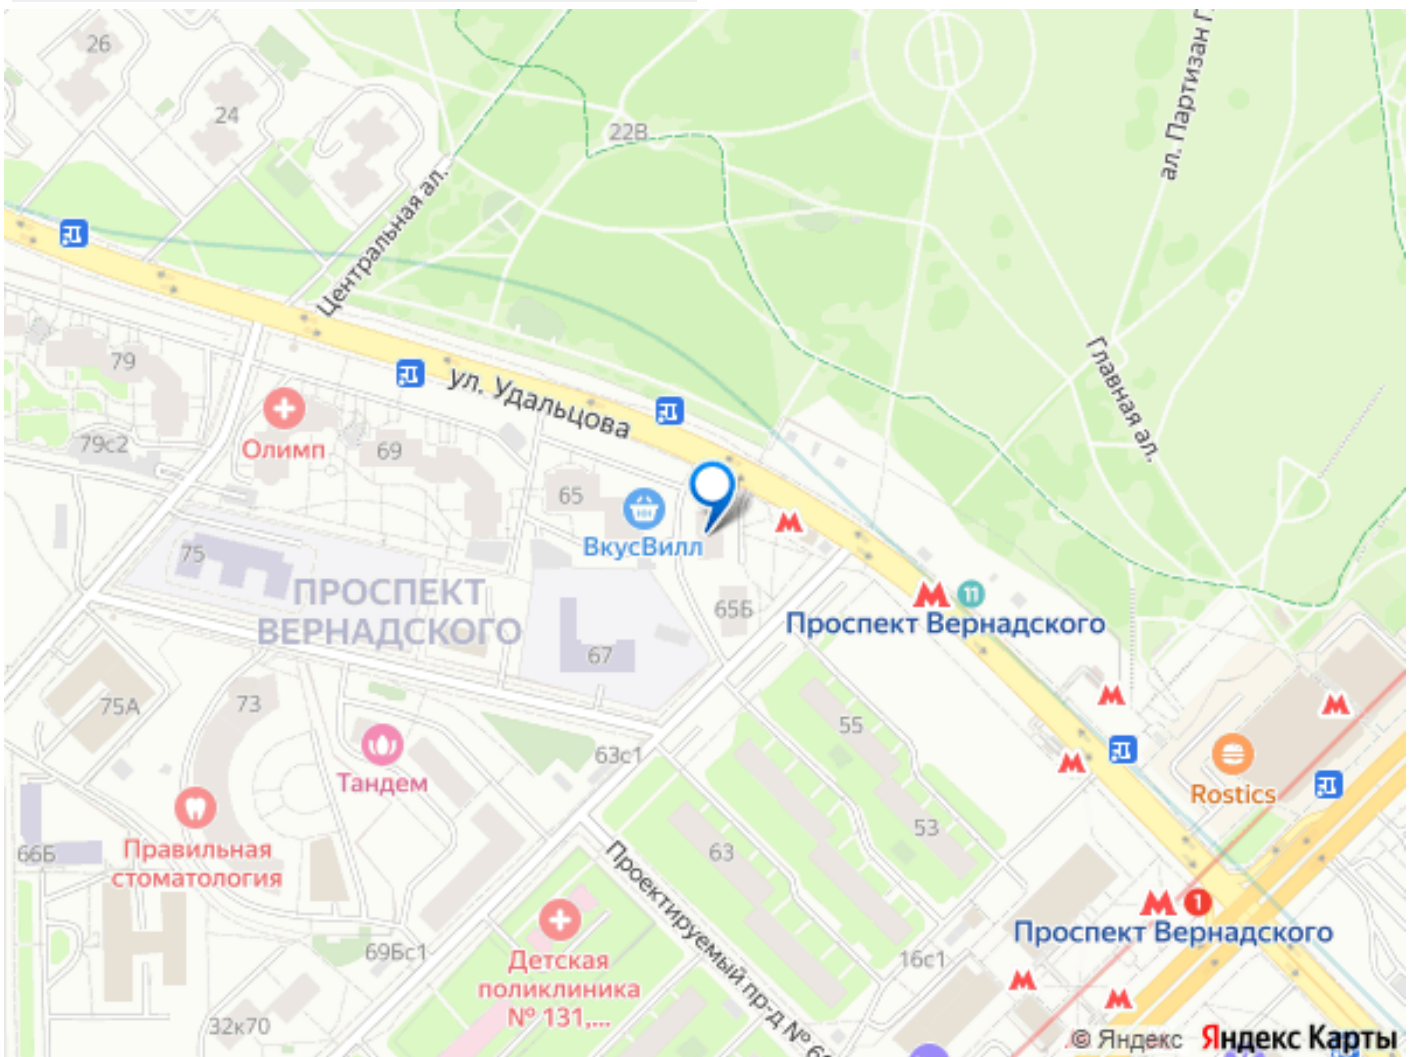 26
24
22В
ал. Партизан
Центральная ал.
Главная ал.
79
79с2
Олимп
69
ул. Удальцова
65
ВкусВилл
75
ПРОСПЕКТ
ВЕРНАДСКОГО
65Б
67
11
Проспект Вернадского
75А
73
Тандем
63с1
55
53
63
Rostics
66Б
Правильная
стоматология
Проектируемый пр-д №
1
Проспект Вернадского
69Бс1
Детская
поликлиника
№ 131,...
16с1
32к70
© Яндекс Яндекс Карты